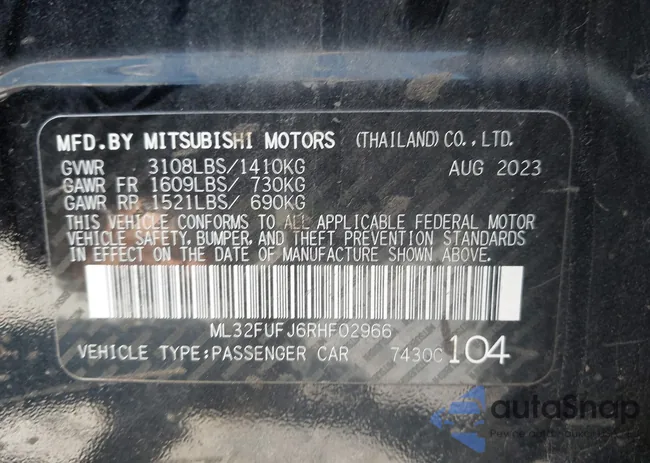 MFD.BY MITSUBISHI MOTORS (THAILAND) CO., LTD.
GVWR 3108LBS/1410KG AUG 2023
GAWR FR 1609LBS/ 730KG
GAWR RR 1521LBS/ 690KG
THIS VEHICLE CONFORMS TO ALL APPLICABLE FEDERAL MOTOR
VEHICLE SAFETY, BUMPER, AND THEFT PREVENTION STANDARDS
IN EFFECT ON THE DATE OF MANUFACTURE SHOWN ABOVE.
ML32FUFJ6RHF02966
VEHICLE TYPE:PASSENGER CAR 7430C 104
autoSnap